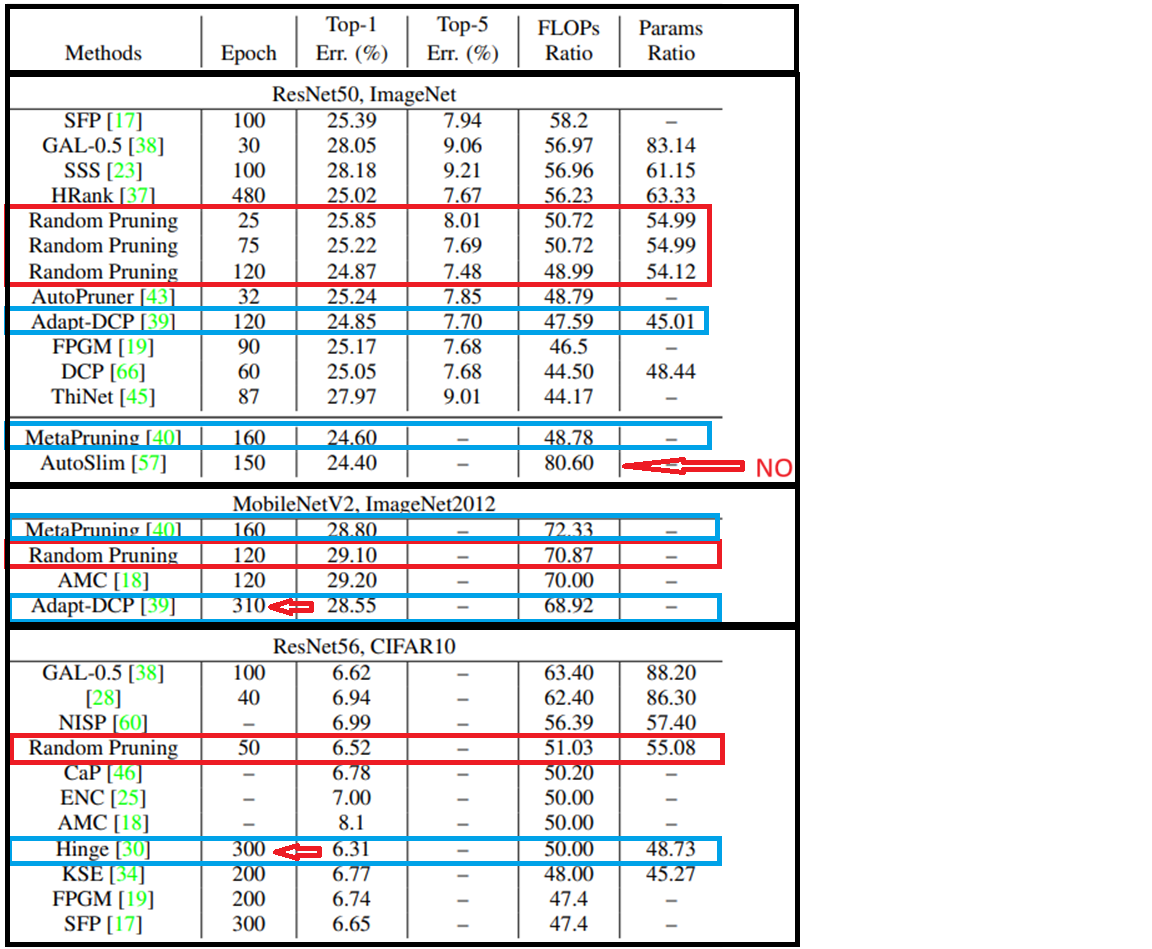 Methods Epoch Top-1 Err. (%) Top-5 Err. (%) FLOPs Ratio Params Ratio
ResNet50, ImageNet
SFP [17] 100 25.39 7.94 58.2 –
GAL-0.5 [38] 30 28.05 9.06 56.97 83.14
SSS [23] 100 28.18 9.21 56.96 61.15
HRank [37] 480 25.02 7.67 56.23 63.33
Random Pruning 25 25.85 8.01 50.72 54.99
Random Pruning 75 25.22 7.69 50.72 54.99
Random Pruning 120 24.87 7.48 48.99 54.12
AutoPruner [43] 32 25.24 7.85 48.79 –
Adapt-DCP [39] 120 24.85 7.70 47.59 45.01
FPGM [19] 90 25.17 7.68 46.5 –
DCP [66] 60 25.05 7.68 44.50 48.44
ThiNet [45] 87 27.97 9.01 44.17 –
MetaPruning [40] 160 24.60 – 48.78 –
AutoSlim [57] 150 24.40 – 80.60 – NO
MobileNetV2, ImageNet2012
MetaPruning [40] 160 28.80 – 72.33 –
Random Pruning 120 29.10 – 70.87 –
AMC [18] 120 29.20 – 70.00 –
Adapt-DCP [39] 310 28.55 – 68.92 –
ResNet56, CIFAR10
GAL-0.5 [38] 100 6.62 – 63.40 88.20
[28] 40 6.94 – 62.40 86.30
NISP [60] – 6.99 – 56.39 57.40
Random Pruning 50 6.52 – 51.03 55.08
CaP [46] – 6.78 – 50.20 –
ENC [25] – 7.00 – 50.00 –
AMC [18] – 8.1 – 50.00 –
Hinge [30] 300 6.31 – 50.00 48.73
KSE [34] 200 6.77 – 48.00 45.27
FPGM [19] 200 6.74 – 47.4 –
SFP [17] 300 6.65 – 47.4 –